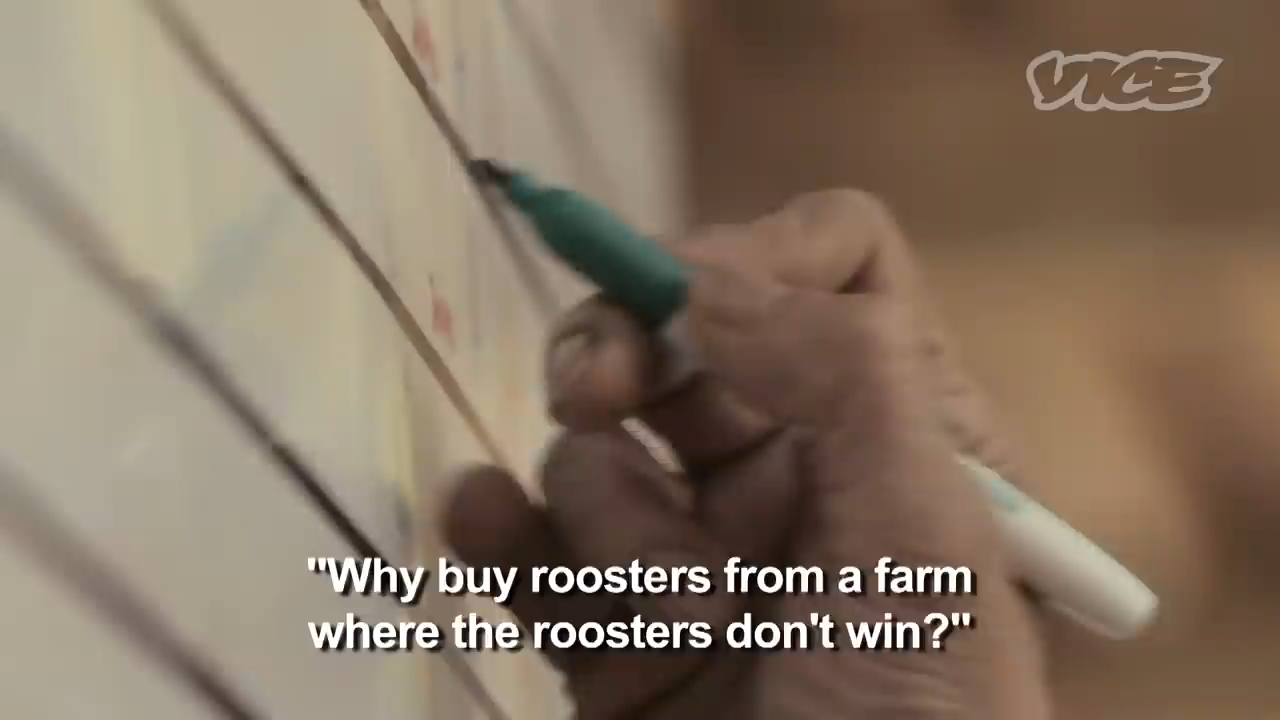 VICE
"Why buy roosters from a farm
where the roosters don't win?"